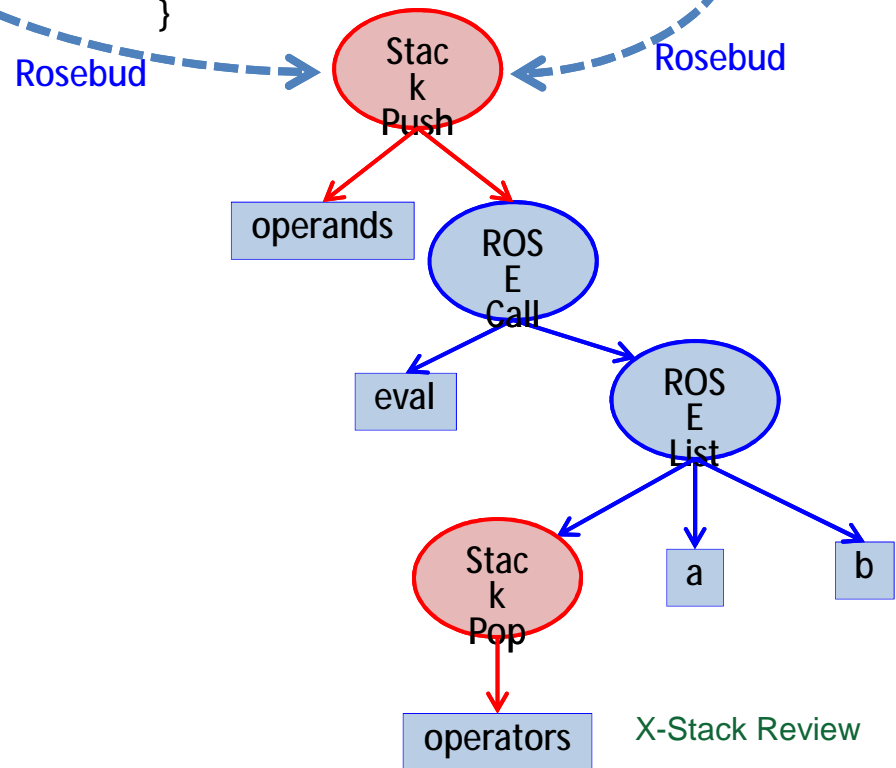 }
Rosebud
Rosebud
Stac
k
Push
operands
ROS
E
Call
eval
ROS
E
List
Stac
k
Pop
a
b
operators
X-Stack Review